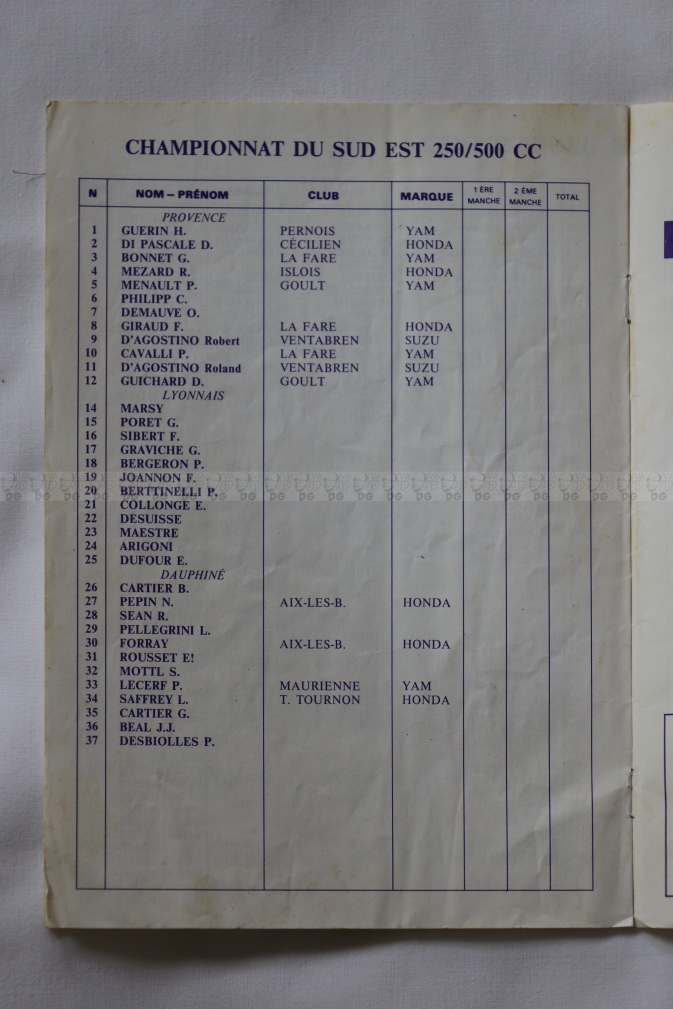 CHAMPIONNAT DU SUD EST 250/500 CC
N NOM – PRÉNOM CLUB MARQUE 1 ÈRE MANCHE 2 ÈME MANCHE TOTAL
PROVENCE
1 GUERIN H. PERNOIS YAM
2 DI PASCALE D. CÉCILIEN HONDA
3 BONNET G. LA FARE YAM
4 MEZARD R. ISLOIS HONDA
5 MENAULT P. GOULT YAM
6 PHILIPP C.
7 DEMAUVE O.
8 GIRAUD F. LA FARE HONDA
9 D'AGOSTINO Robert VENTABREN SUZU
10 CAVALLI P. LA FARE YAM
11 D'AGOSTINO Roland VENTABREN SUZU
12 GUICHARD D. GOULT YAM
LYONNAIS
14 MARSY
15 PORET G.
16 SIBERT F.
17 GRAVICHE G.
18 BERGERON P.
19 JOANNON F.
20 BERTTINELLI P.
21 COLLONGE E.
22 DESUISSE
23 MAESTRE
24 ARIGONI
25 DUFOUR E.
DAUPHINÉ
26 CARTIER B.
27 PEPIN N. AIX-LES-B. HONDA
28 SEAN R.
29 PELLEGRINI L.
30 FORRAY AIX-LES-B. HONDA
31 ROUSSET E!
32 MOTTL S.
33 LECERF P. MAURIENNE YAM
34 SAFFREY L. T. TOURNON HONDA
35 CARTIER G.
36 BEAL J.J.
37 DESBIOLLES P.